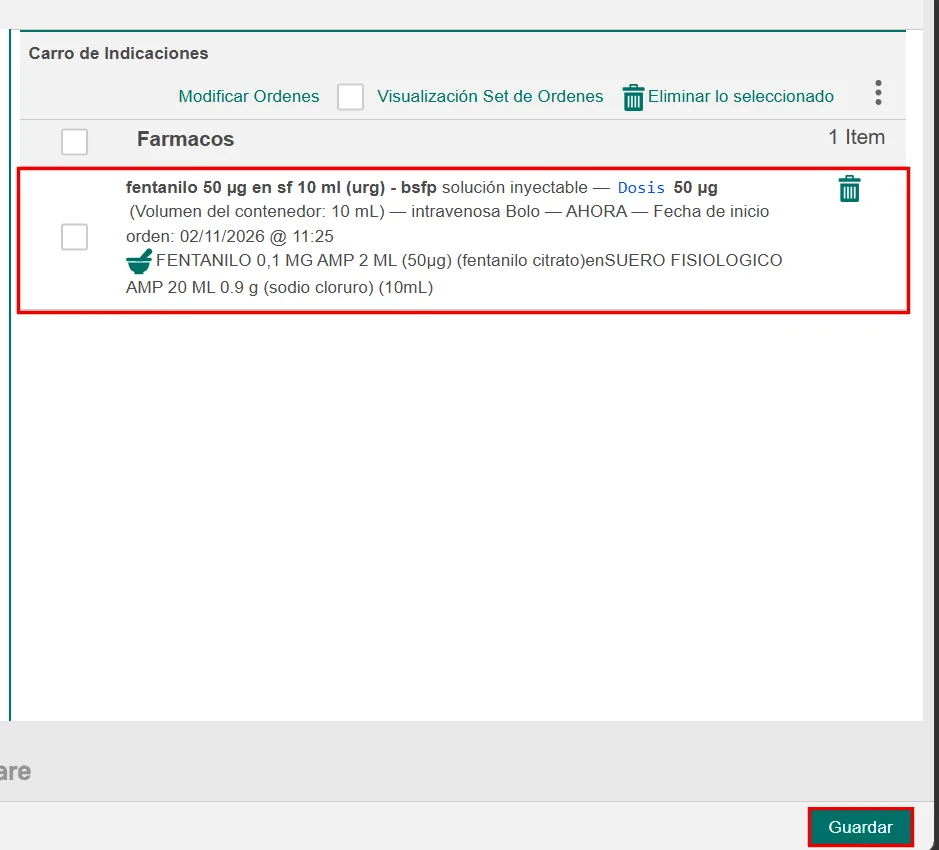 Carro de Indicaciones
Modificar Ordenes Visualización Set de Ordenes Eliminar lo seleccionado
Farmacos 1 Item
fentanilo 50 µg en sf 10 ml (urg) - bsfp solución inyectable — Dosis 50 µg
(Volumen del contenedor: 10 mL) — intravenosa Bolo — AHORA — Fecha de inicio
orden: 02/11/2026 @ 11:25
FENTANILO 0,1 MG AMP 2 ML (50µg) (fentanilo citrato)enSUERO FISIOLOGICO
AMP 20 ML 0.9 g (sodio cloruro) (10mL)
are
Guardar